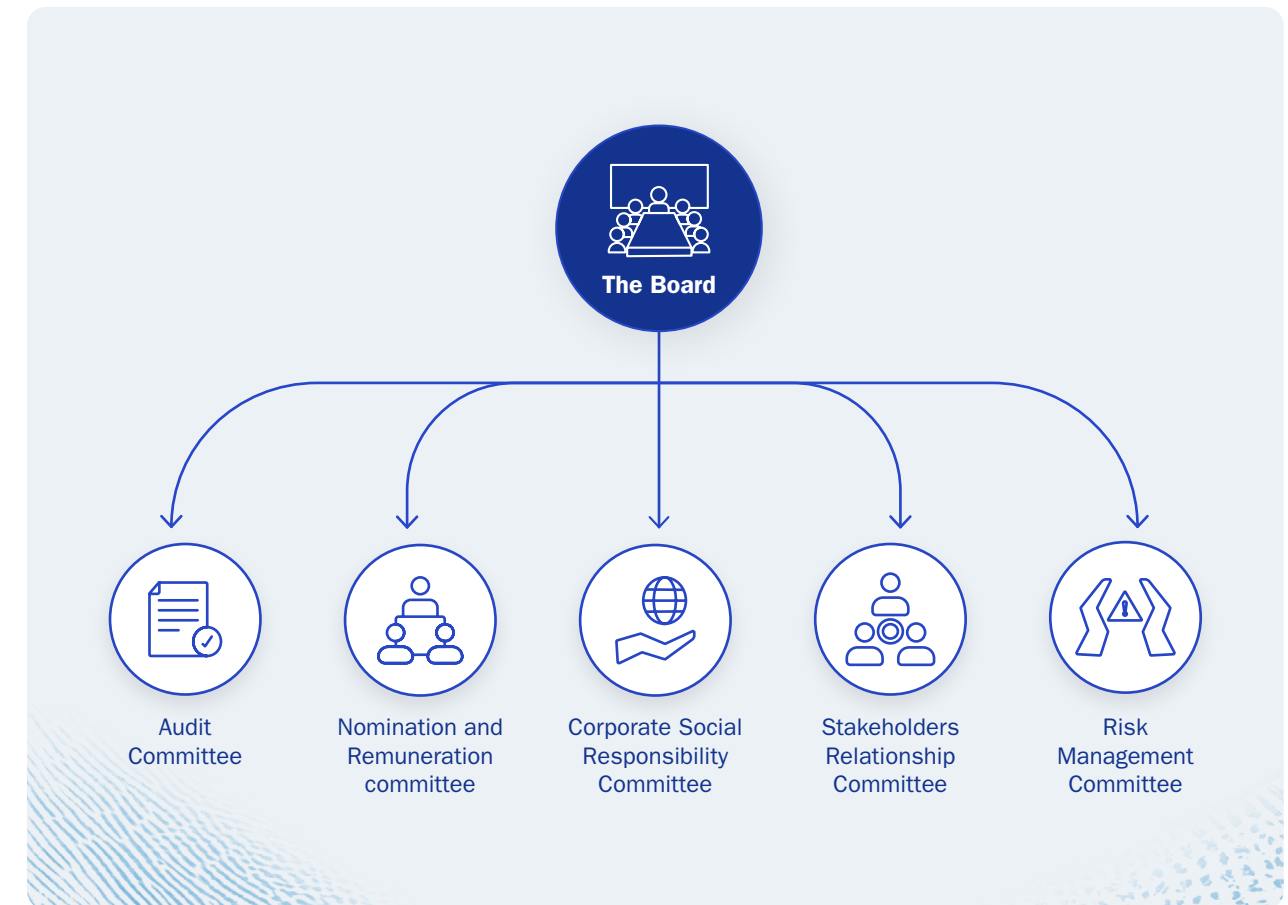 The Board
Audit
Committee
Nomination and
Remuneration
committee
Corporate Social
Responsibility
Committee
Stakeholders
Relationship
Committee
Risk
Management
Committee